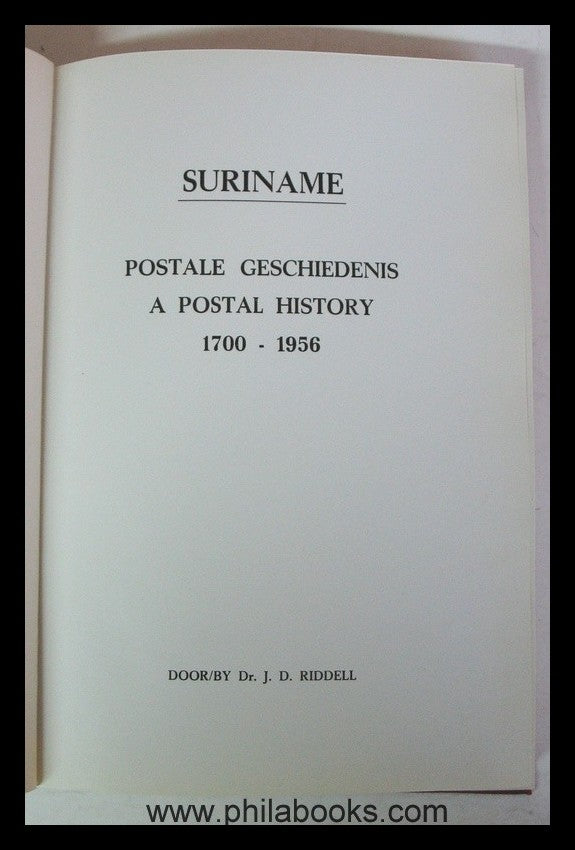 SURINAME
POSTALE GESCHIEDENIS
A POSTAL HISTORY
1700 - 1956
DOOR/BY Dr. J. D. RIDDELL
www.philabooks.com